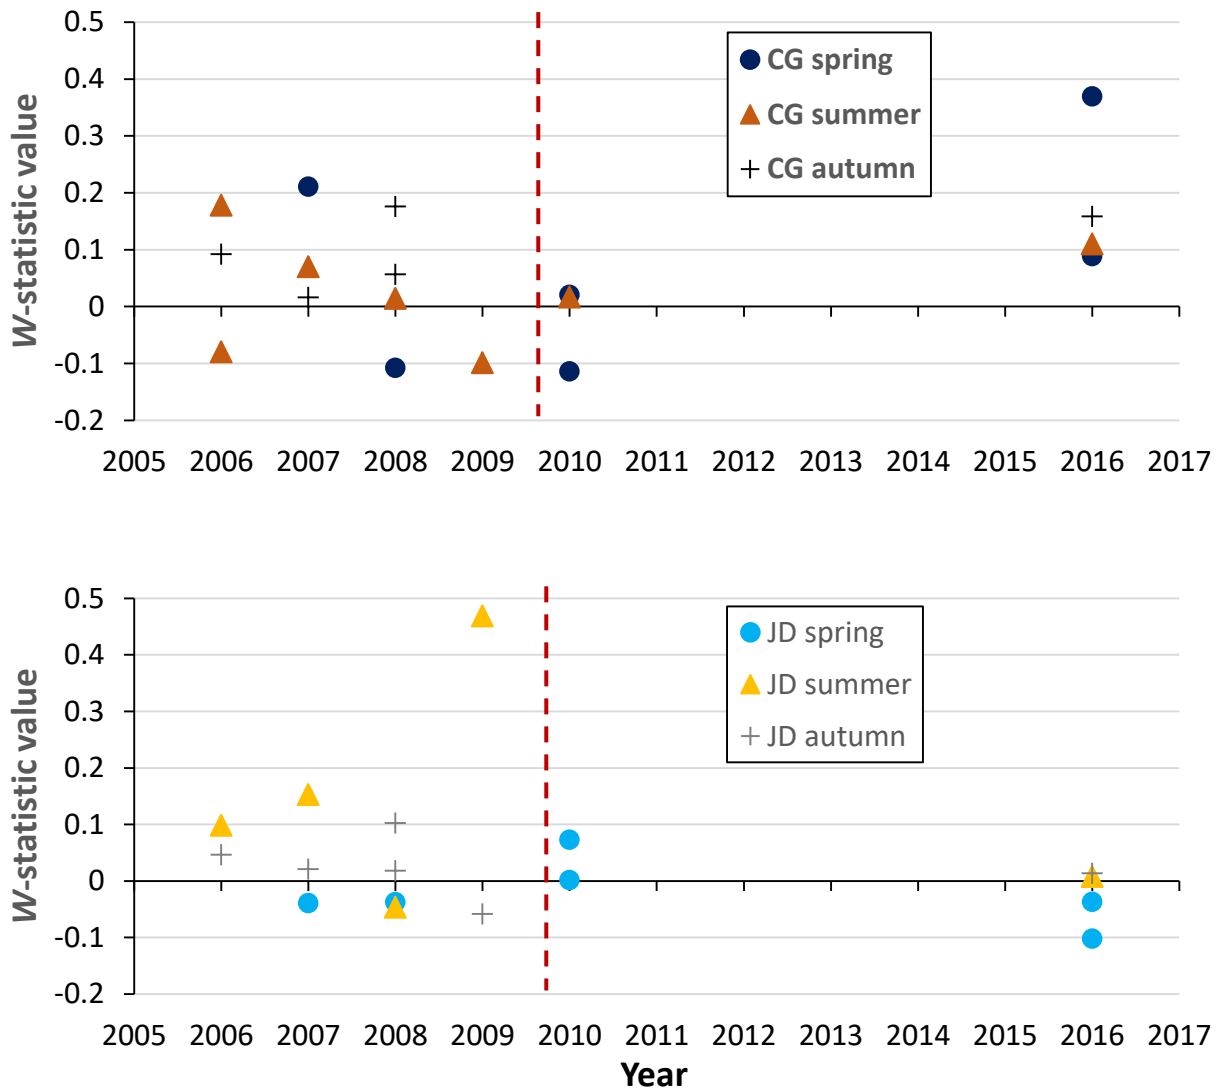 0.5
0.4
0.3
0.2
0.1
0
-0.1
-0.2
W-statistic value
CG spring
CG summer
CG autumn
2005 2006 2007 2008 2009 2010 2011 2012 2013 2014 2015 2016 2017
0.5
0.4
0.3
0.2
0.1
0
-0.1
-0.2
W-statistic value
JD spring
JD summer
JD autumn
2005 2006 2007 2008 2009 2010 2011 2012 2013 2014 2015 2016 2017
Year